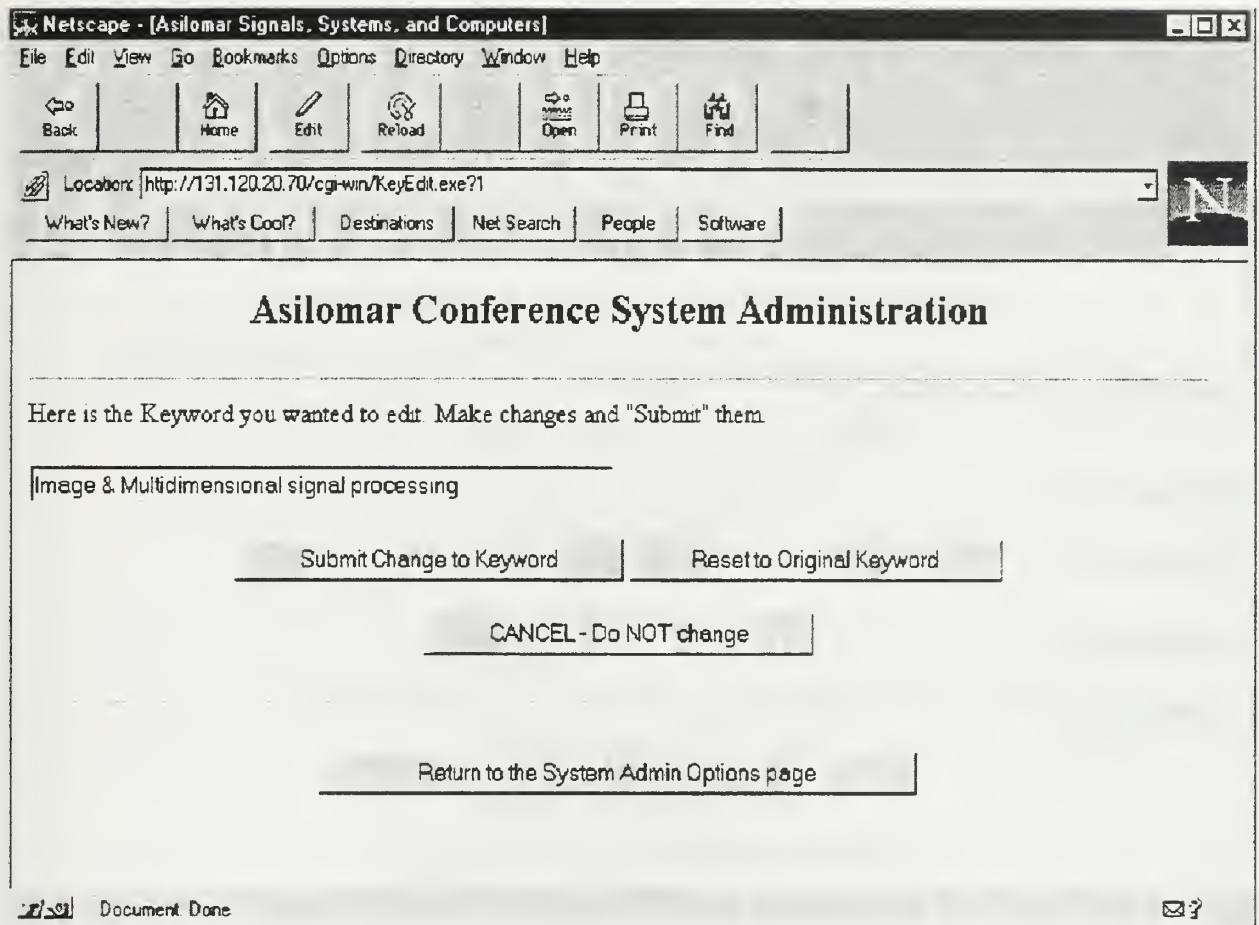 Netscape - [Asilomar Signals, Systems, and Computers]
File Edit View Go Bookmarks Options Directory Window Help
Back Home Edit Reload Open Print Find
Location: http://131.120.20.70/cgi-win/KeyEdit.exe?1
N
What's New? What's Cool? Destinations Net Search People Software
Asilomar Conference System Administration
Here is the Keyword you wanted to edit. Make changes and "Submit" them
Image & Multidimensional signal processing
Submit Change to Keyword Reset to Original Keyword
CANCEL - Do NOT change
Return to the System Admin Options page
Document: Done